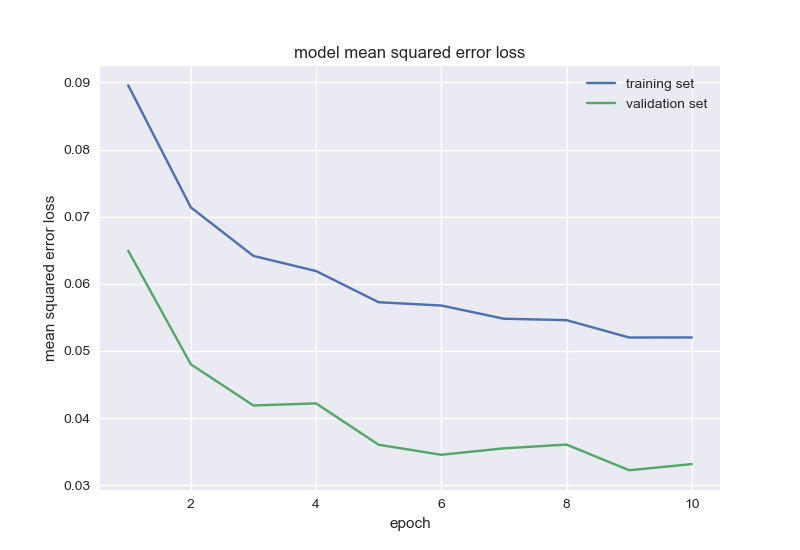 model mean squared error loss
training set
validation set
0.09
0.08
0.07
0.06
0.05
0.04
0.03
mean squared error loss
2 4 6 8 10
epoch